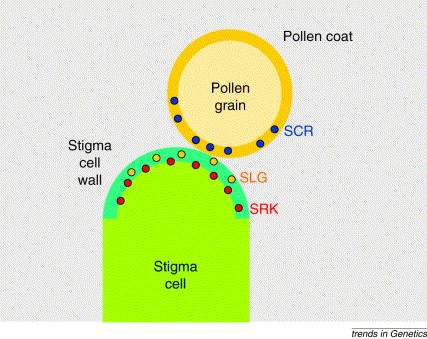 Pollen coat
Pollen
grain
SCR
Stigma
cell
wall
SLG
SRK
Stigma
cell
trends in Genetics